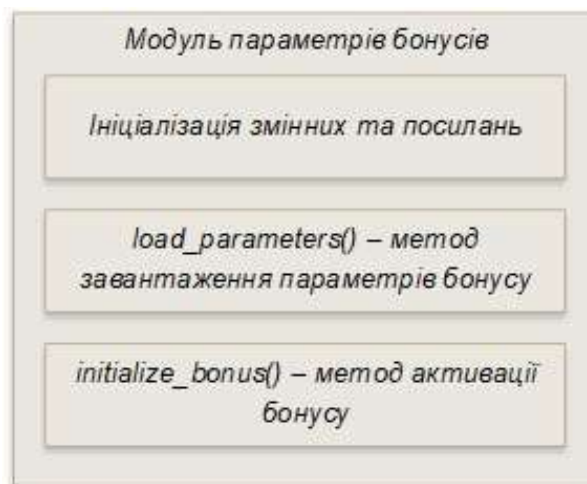 Модуль параметрів бонусів
Ініціалізація змінних та посилань
load_parameters() – метод
завантаження параметрів бонусу
initialize_bonus() – метод активації
бонусу